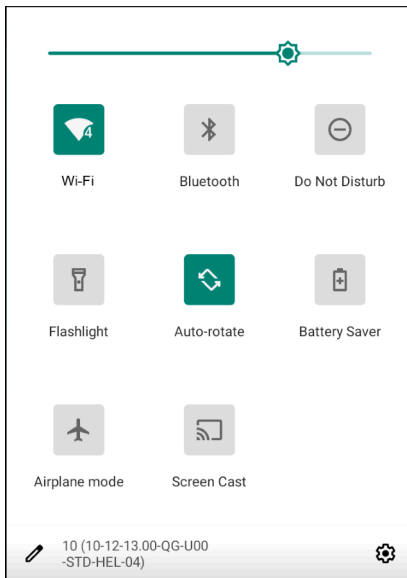 4
Wi-Fi Bluetooth Do Not Disturb
Flashlight Auto-rotate Battery Saver
Airplane mode Screen Cast
10 (10-12-13.00-QG-U00
-STD-HEL-04)